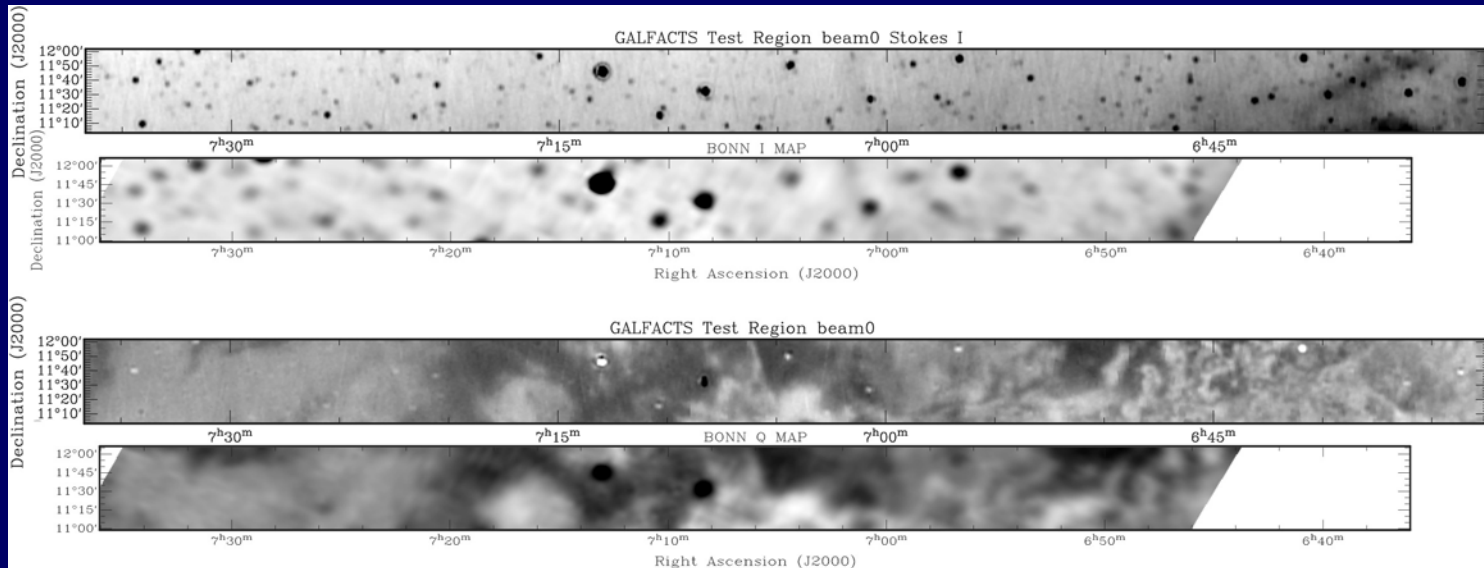 GALFACTS Test Region beam0 Stokes I
Declination (J2000)
12°00′
11°50′
11°40′
11°30′
11°20′
11°10′
7ʰ30ᵐ 7ʰ15ᵐ 7ʰ00ᵐ 6ʰ45ᵐ
BONN I MAP
Declination (J2000)
12°00′
11°45′
11°30′
11°15′
11°00′
7ʰ30ᵐ 7ʰ20ᵐ 7ʰ10ᵐ 7ʰ00ᵐ 6ʰ50ᵐ 6ʰ40ᵐ
Right Ascension (J2000)
GALFACTS Test Region beam0
Declination (J2000)
12°00′
11°50′
11°40′
11°30′
11°20′
11°10′
7ʰ30ᵐ 7ʰ15ᵐ 7ʰ00ᵐ 6ʰ45ᵐ
BONN Q MAP
12°00′
11°45′
11°30′
11°15′
11°00′
7ʰ30ᵐ 7ʰ20ᵐ 7ʰ10ᵐ 7ʰ00ᵐ 6ʰ50ᵐ 6ʰ40ᵐ
Right Ascension (J2000)